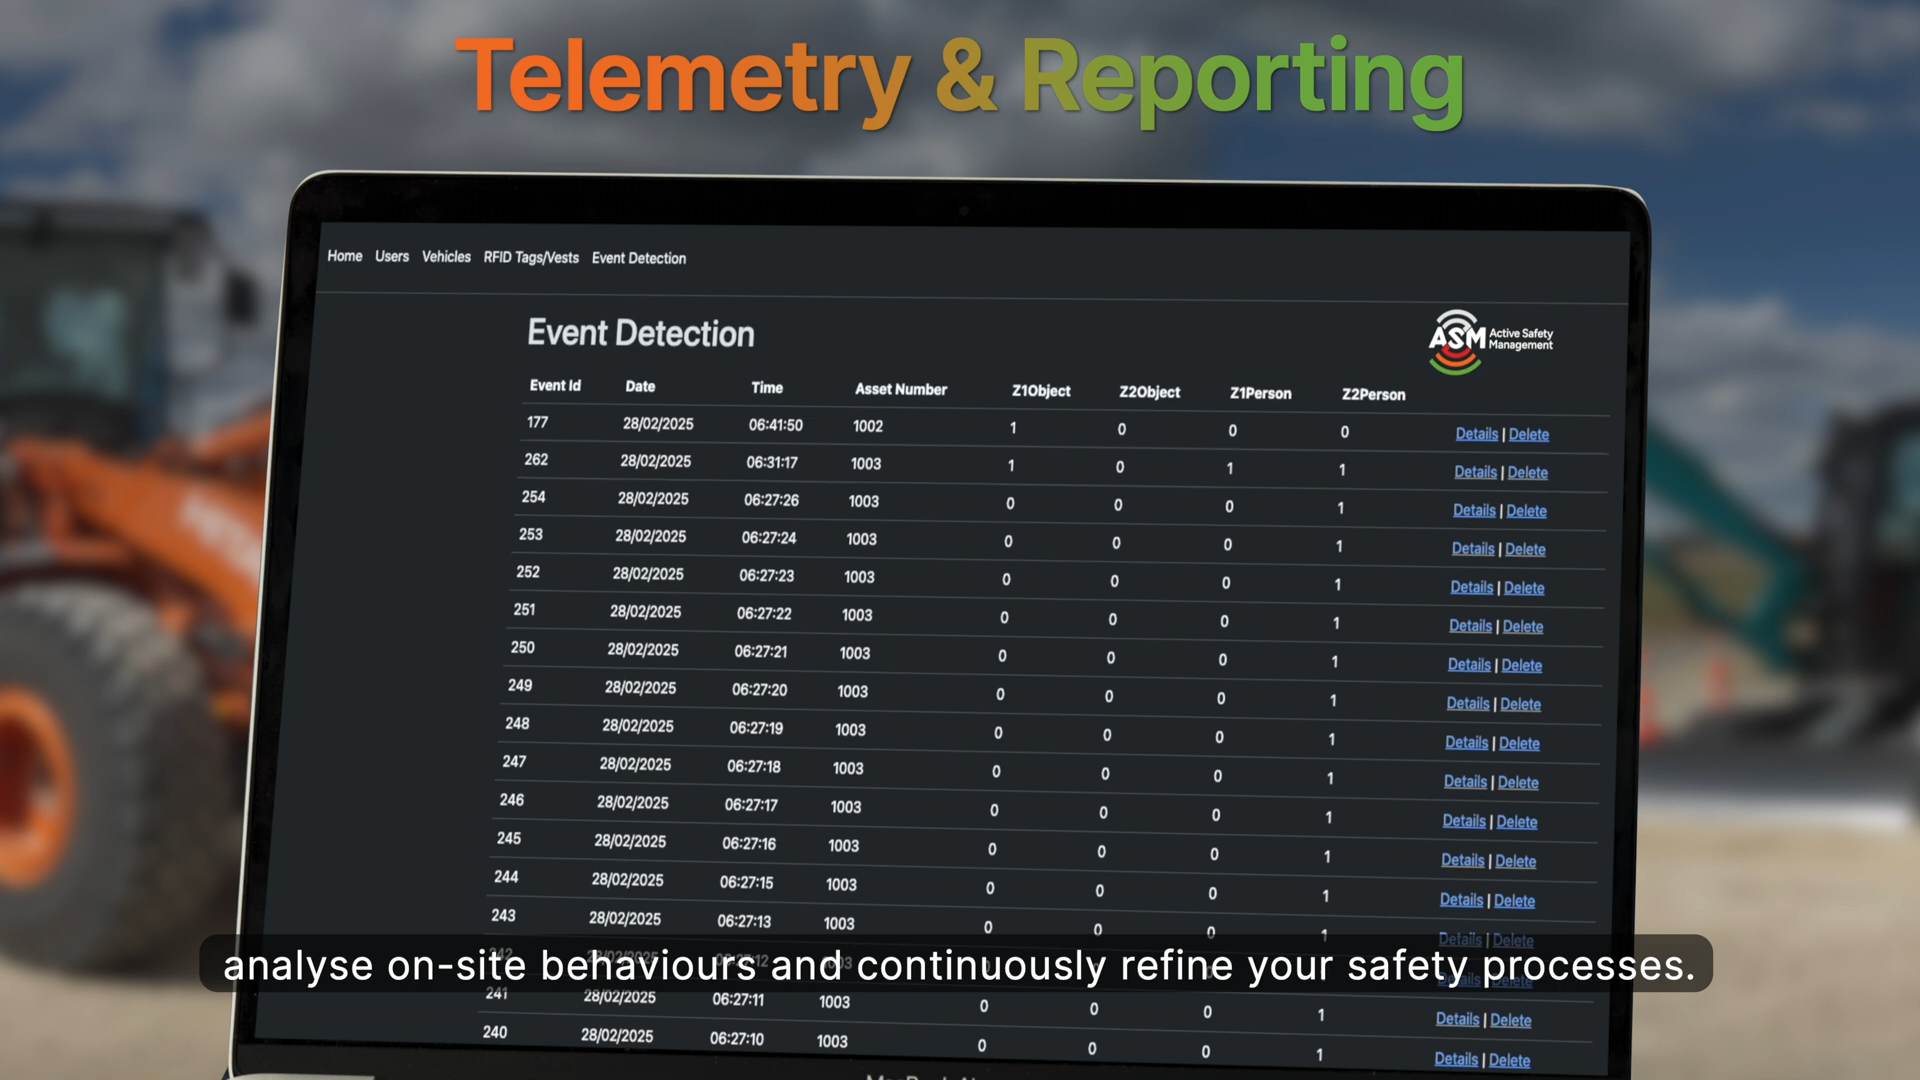 Telemetry & Reporting
Home Users Vehicles RFID Tags/Vests Event Detection
Event Detection
ASM Active Safety Management
Event Id Date Time Asset Number Z1Object Z2Object Z1Person Z2Person
177 28/02/2025 06:41:50 1002 1 0 0 0 Details | Delete
262 28/02/2025 06:31:17 1003 1 0 1 1 Details | Delete
254 28/02/2025 06:27:26 1003 0 0 0 1 Details | Delete
253 28/02/2025 06:27:24 1003 0 0 0 1 Details | Delete
252 28/02/2025 06:27:23 1003 0 0 0 1 Details | Delete
251 28/02/2025 06:27:22 1003 0 0 0 1 Details | Delete
250 28/02/2025 06:27:21 1003 0 0 0 1 Details | Delete
249 28/02/2025 06:27:20 1003 0 0 0 1 Details | Delete
248 28/02/2025 06:27:19 1003 0 0 0 1 Details | Delete
247 28/02/2025 06:27:18 1003 0 0 0 1 Details | Delete
246 28/02/2025 06:27:17 1003 0 0 0 1 Details | Delete
245 28/02/2025 06:27:16 1003 0 0 0 1 Details | Delete
244 28/02/2025 06:27:15 1003 0 0 0 1 Details | Delete
243 28/02/2025 06:27:13 1003 0 0 0 1 Details | Delete
analyse on-site behaviours and continuously refine your safety processes.
241 28/02/2025 06:27:11 1003 0 0 0 1 Details | Delete
240 28/02/2025 06:27:10 1003 0 0 0 1 Details | Delete